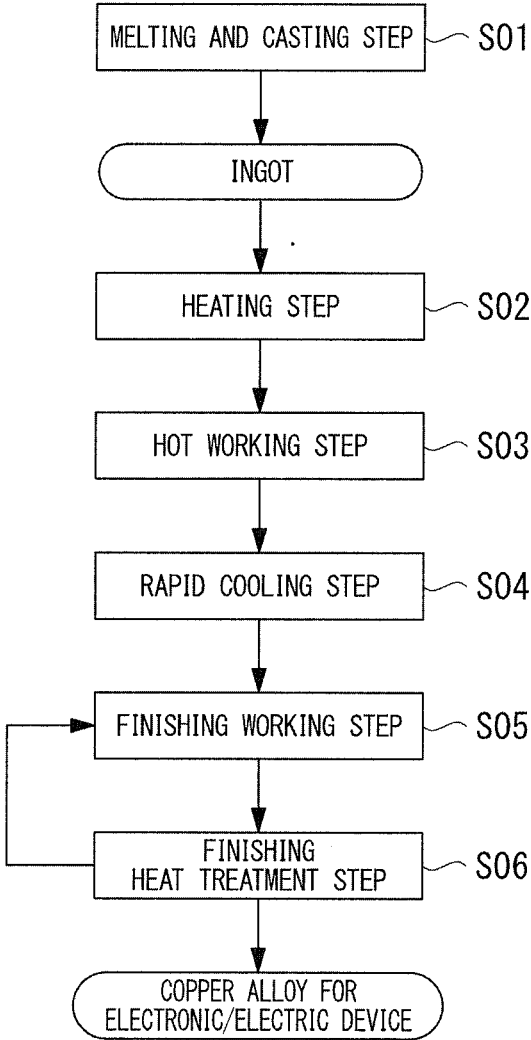 MELTING AND CASTING STEP S01
INGOT
HEATING STEP S02
HOT WORKING STEP S03
RAPID COOLING STEP S04
FINISHING WORKING STEP S05
FINISHING
HEAT TREATMENT STEP S06
COPPER ALLOY FOR
ELECTRONIC/ELECTRIC DEVICE